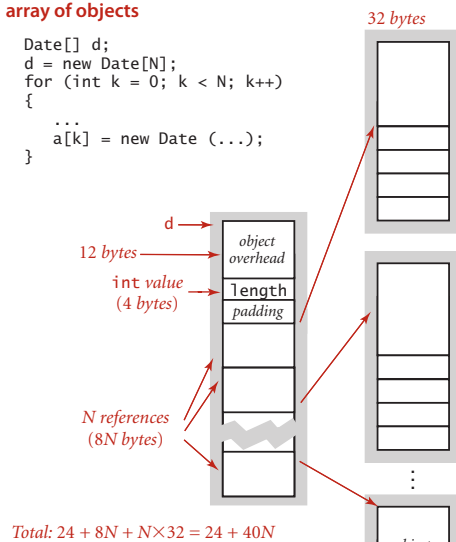 array of objects
Date[] d;
d = new Date[N];
for (int k = 0; k < N; k++)
{
...
a[k] = new Date (...);
}
32 bytes
d
12 bytes
object
overhead
int value
(4 bytes)
length
padding
N references
(8N bytes)
Total: 24 + 8N + N×32 = 24 + 40N